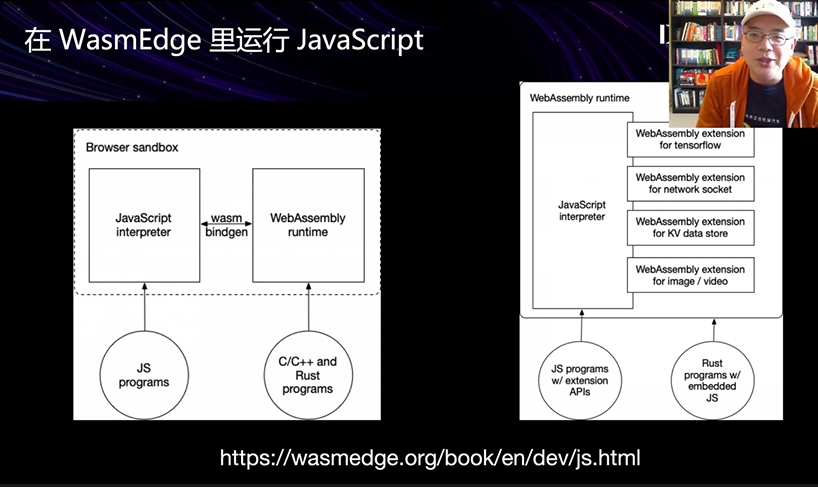 在 WasmEdge 里运行 JavaScript
Browser sandbox
JavaScript
interpreter
wasm
bindgen
WebAssembly
runtime
JS
programs
C/C++ and
Rust
programs
WebAssembly runtime
JavaScript
interpreter
WebAssembly extension
for tensorflow
WebAssembly extension
for network socket
WebAssembly extension
for KV data store
WebAssembly extension
for image / video
JS programs
w/ extension
APIs
Rust
programs w/
embedded
JS
https://wasmedge.org/book/en/dev/js.html